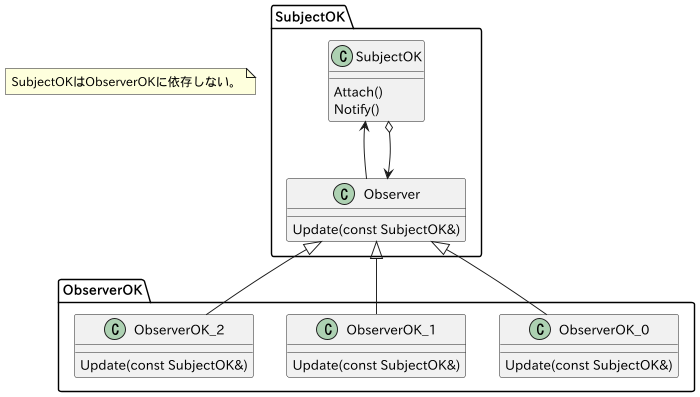 SubjectOK
C SubjectOK
SubjectOKはObserverOKに依存しない。
Attach()
Notify()
C Observer
Update(const SubjectOK&)
ObserverOK
C ObserverOK_2
C ObserverOK_1
C ObserverOK_0
Update(const SubjectOK&)
Update(const SubjectOK&)
Update(const SubjectOK&)